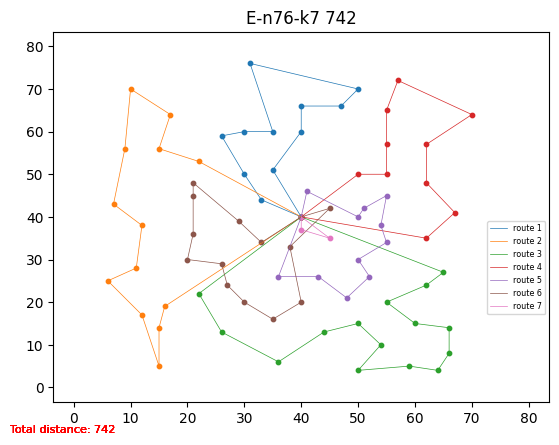 E-n76-k7 742
80
70
60
50
40
30
20
10
0
0 10 20 30 40 50 60 70 80
route 1
route 2
route 3
route 4
route 5
route 6
route 7
Total distance: 742